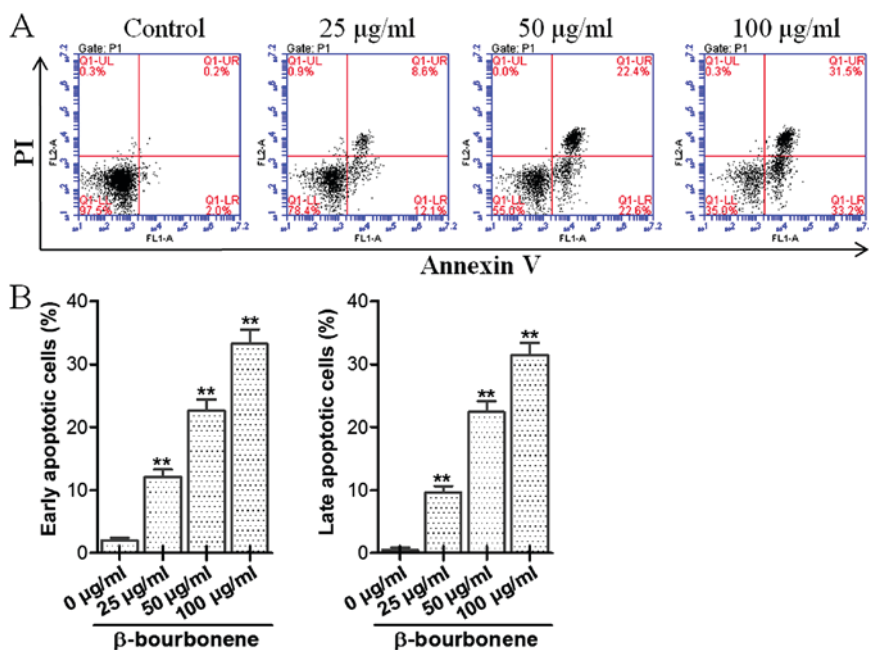 A
Control
25 µg/ml
50 µg/ml
100 µg/ml
Gate: P1
Q1-UL
0.3%
Q1-UR
0.2%
Q1-LL
97.5%
Q1-LR
2.0%
FL2-A
FL1-A
Gate: P1
Q1-UL
0.9%
Q1-UR
8.6%
Q1-LL
78.4%
Q1-LR
12.1%
FL2-A
FL1-A
Gate: P1
Q1-UL
0.0%
Q1-UR
22.4%
Q1-LL
55.0%
Q1-LR
22.6%
FL2-A
FL1-A
Gate: P1
Q1-UL
0.3%
Q1-UR
31.5%
Q1-LL
35.0%
Q1-LR
33.2%
FL2-A
FL1-A
PI
Annexin V
B
Early apoptotic cells (%)
40
30
20
10
0
**
**
**
0 µg/ml
25 µg/ml
50 µg/ml
100 µg/ml
β-bourbonene
Late apoptotic cells (%)
40
30
20
10
0
**
**
**
0 µg/ml
25 µg/ml
50 µg/ml
100 µg/ml
β-bourbonene